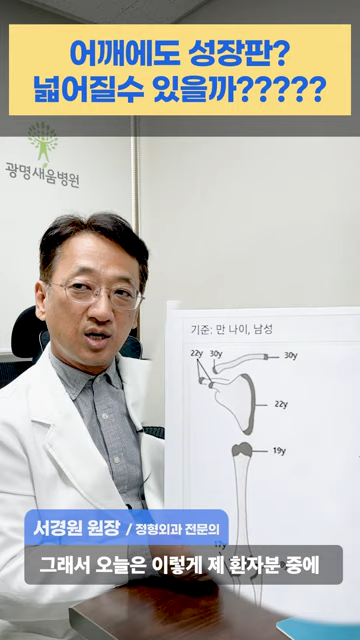 어깨에도 성장판?
넓어질수 있을까?????
광명새움병원
기준: 만 나이, 남성
22y 30y 30y
22y
19y
17y
서경원 원장 / 정형외과 전문의
그래서 오늘은 이렇게 제 환자분 중에